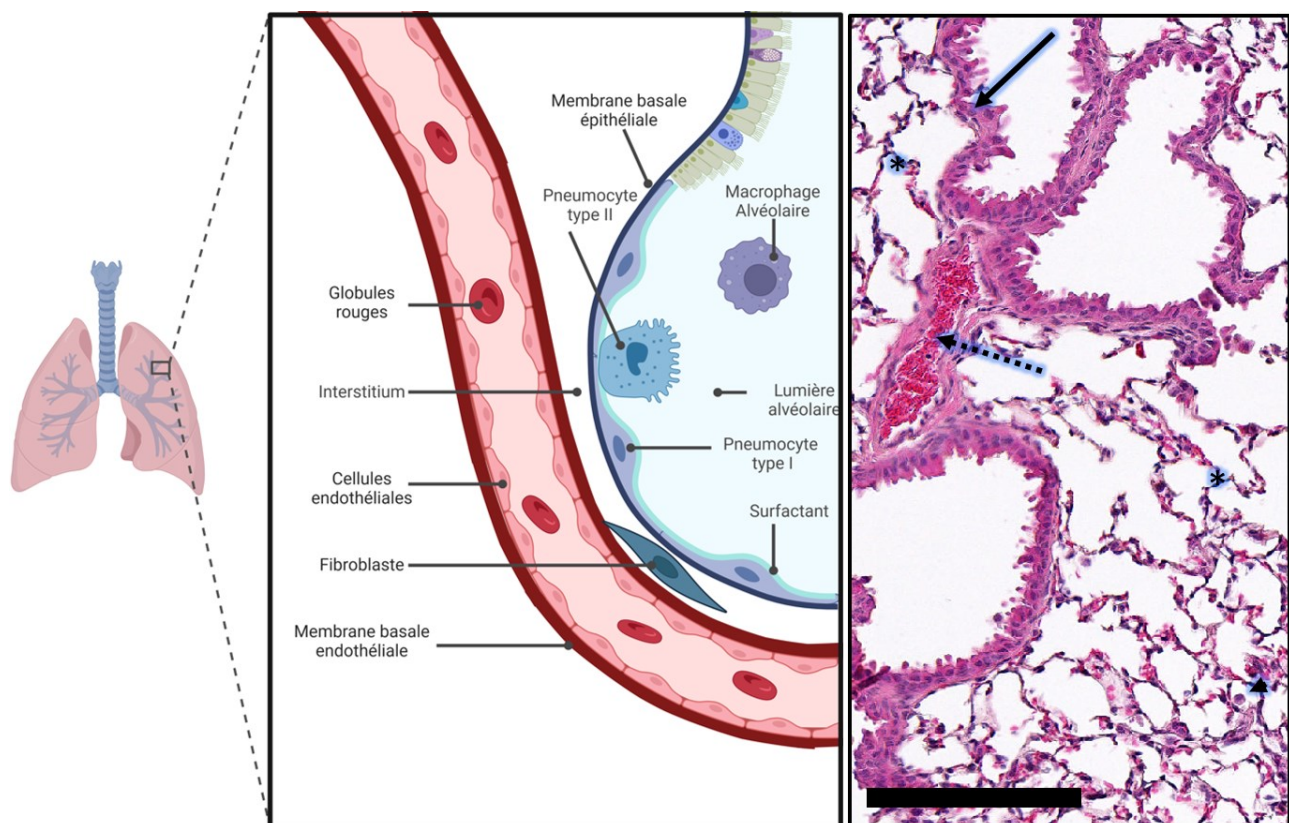 Membrane basale
épithéliale
Pneumocyte
type II
Macrophage
Alvéolaire
Globules
rouges
Interstitium
Lumière
alvéolaire
Pneumocyte
type I
Cellules
endothéliales
Surfactant
Fibroblaste
Membrane basale
endothéliale
*
*